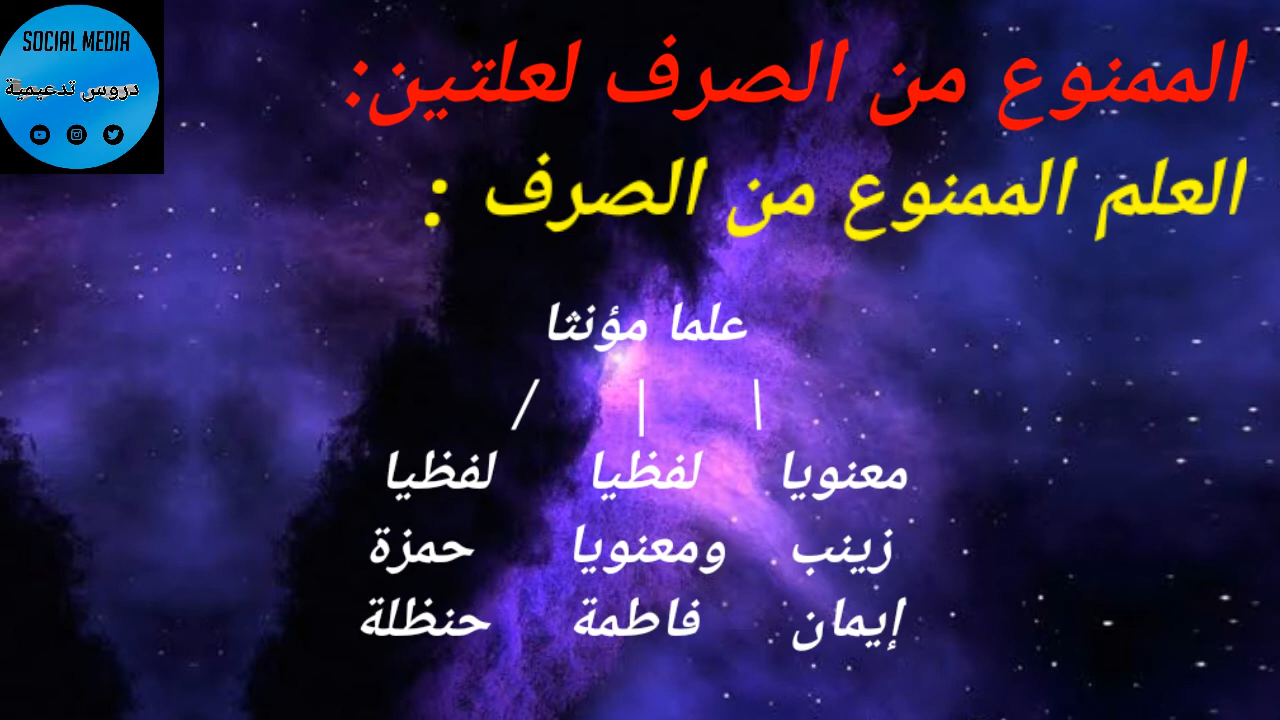 SOCIAL MEDIA
دروس تدعيمية
الممنوع من الصرف لعلتين:
العلم الممنوع من الصرف :
علما مؤنثا
\ | /
معنويا لفظيا لفظيا
زينب ومعنويا حمزة
إيمان فاطمة حنظلة